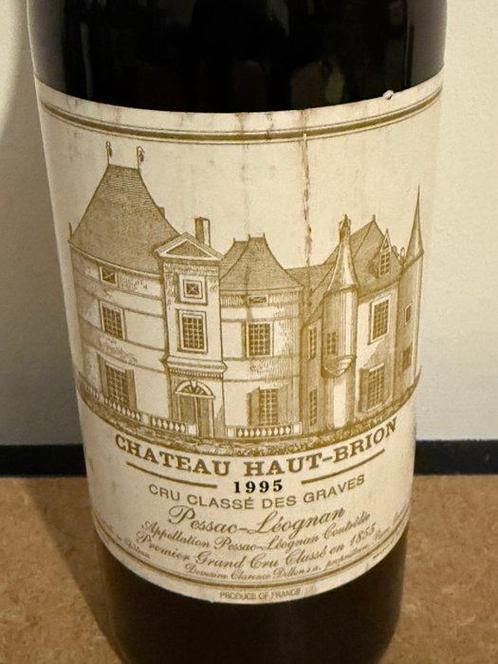 CHATEAU HAUT-BRION
1995
CRU CLASSÉ DES GRAVES
Pessac-Léognan
Appellation Pessac-Léognan Contrôlée
Premier Grand Cru Classé en 1855
Domaine Clarence Dillon s.a. propriétaire
PRODUCE OF FRANCE